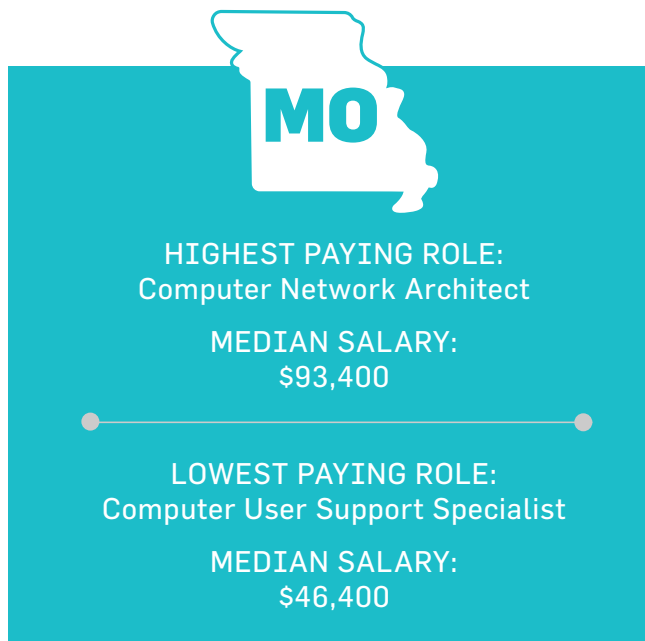 MO
HIGHEST PAYING ROLE:
Computer Network Architect
MEDIAN SALARY:
$93,400
LOWEST PAYING ROLE:
Computer User Support Specialist
MEDIAN SALARY:
$46,400